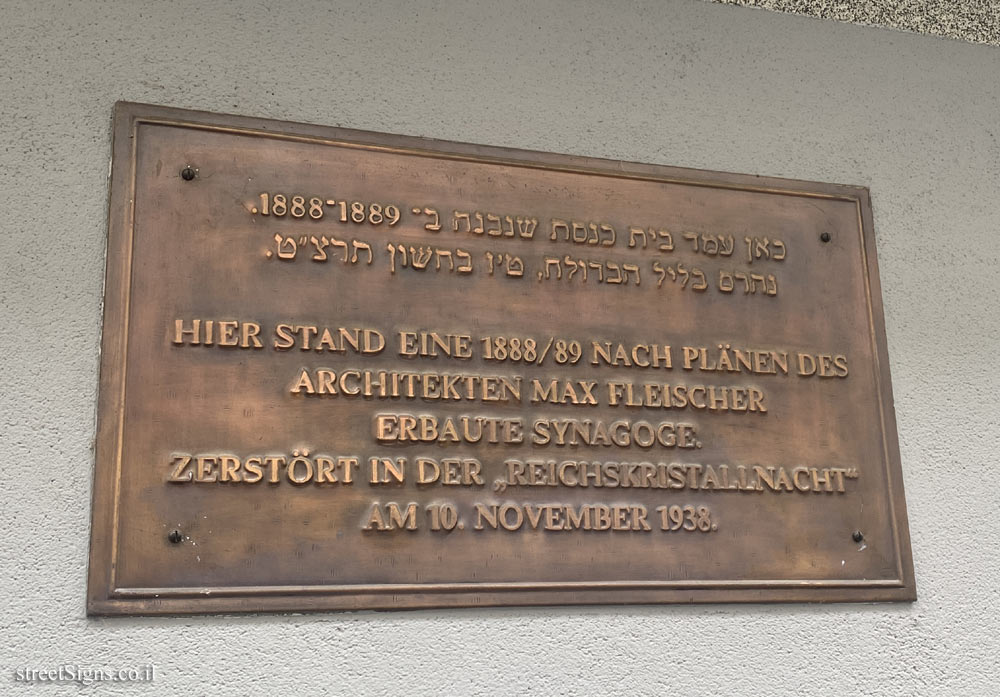 כאן עמד בית כנסת שנבנה ב־ 1889־1888.
נהרס בליל הבדולח, ט״ו בחשון תרצ״ט.
HIER STAND EINE 1888/89 NACH PLÄNEN DES
ARCHITEKTEN MAX FLEISCHER
ERBAUTE SYNAGOGE.
ZERSTÖRT IN DER „REICHSKRISTALLNACHT“
AM 10. NOVEMBER 1938.
streetSigns.co.il